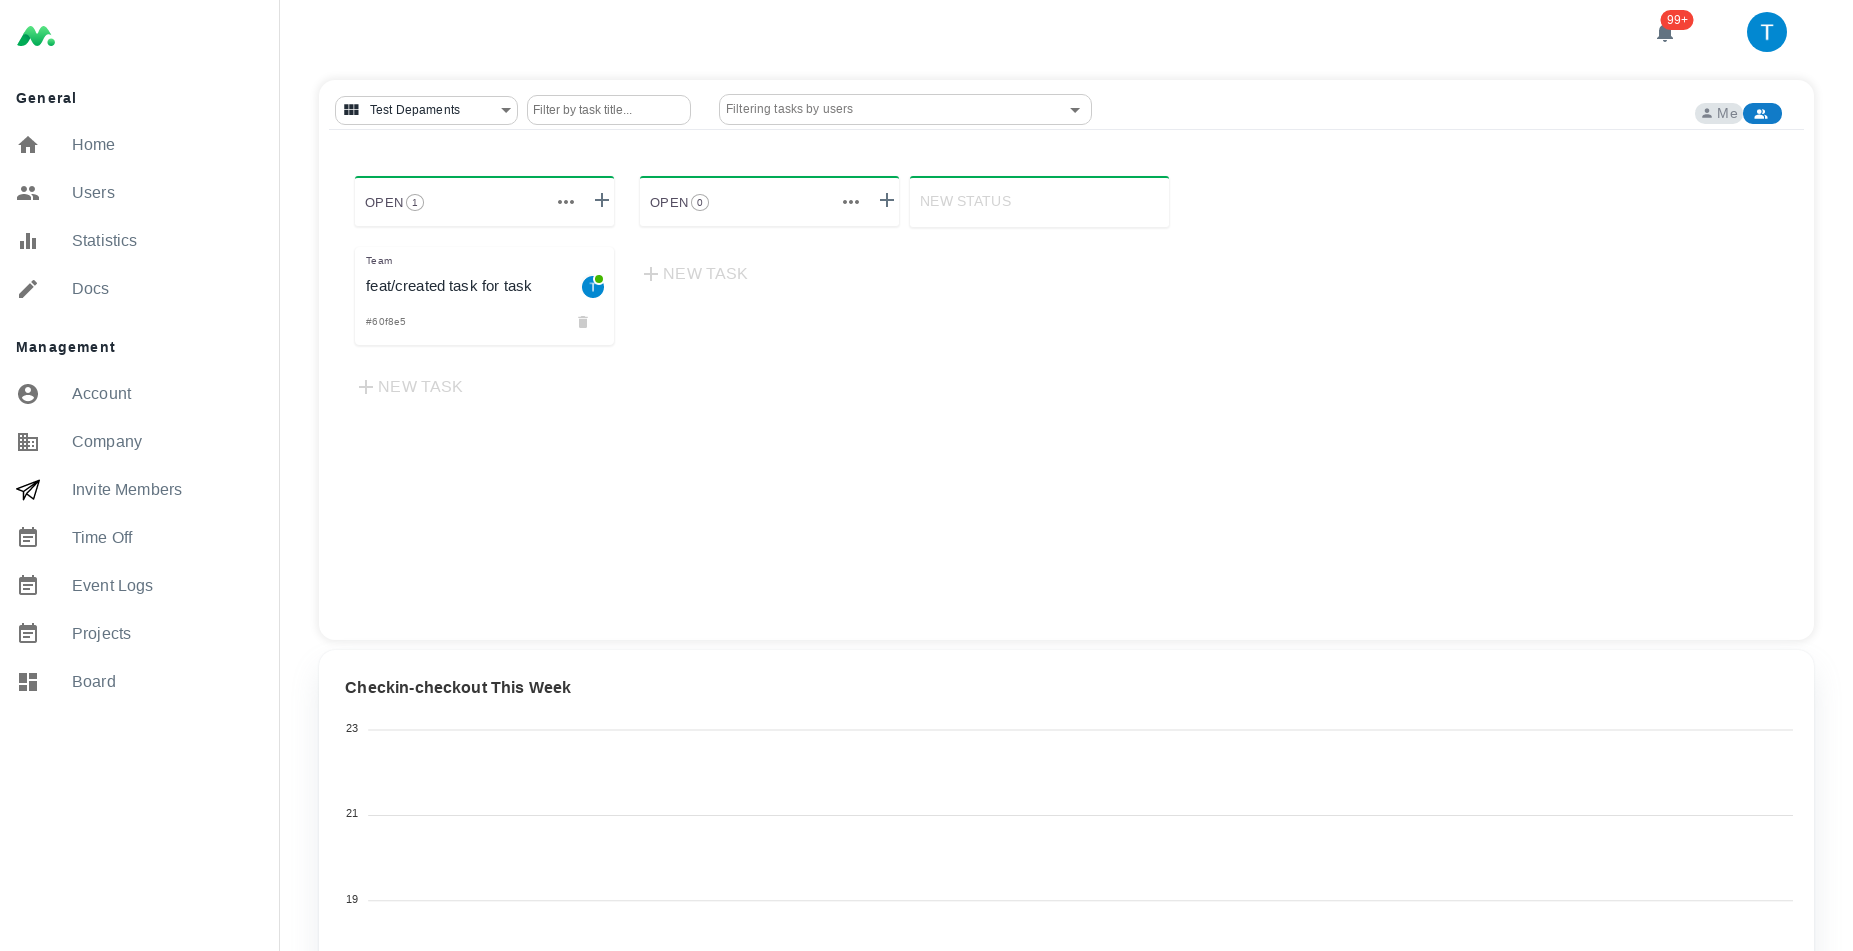 99+
T
General
Home
Users
Statistics
Docs
Management
Account
Company
Invite Members
Time Off
Event Logs
Projects
Board
Test Depaments
Filter by task title...
Filtering tasks by users
Me
OPEN 1
OPEN 0
NEW STATUS
Team
feat/created task for task
T
#60f8e5
NEW TASK
NEW TASK
Checkin-checkout This Week
23
21
19